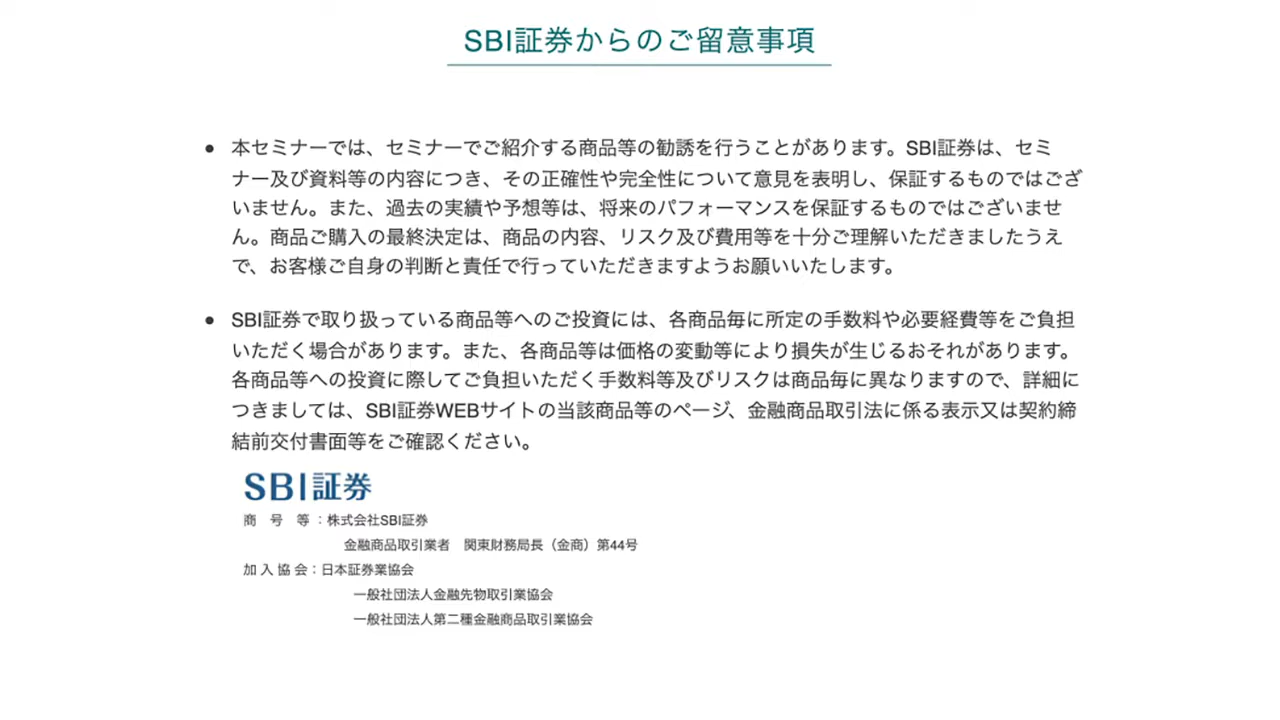 SBI証券からのご留意事項
● 本セミナーでは、セミナーでご紹介する商品等の勧誘を行うことがあります。SBI証券は、セミ
ナー及び資料等の内容につき、その正確性や完全性について意見を表明し、保証するものではござ
いません。また、過去の実績や予想等は、将来のパフォーマンスを保証するものではございませ
ん。商品ご購入の最終決定は、商品の内容、リスク及び費用等を十分ご理解いただきましたうえ
で、お客様ご自身の判断と責任で行っていただきますようお願いいたします。
● SBI証券で取り扱っている商品等へのご投資には、各商品毎に所定の手数料や必要経費等をご負担
いただく場合があります。また、各商品等は価格の変動等により損失が生じるおそれがあります。
各商品等への投資に際してご負担いただく手数料等及びリスクは商品毎に異なりますので、詳細に
つきましては、SBI証券WEBサイトの当該商品等のページ、金融商品取引法に係る表示又は契約締
結前交付書面等をご確認ください。
SBI証券
商 号 等：株式会社SBI証券
金融商品取引業者 関東財務局長（金商）第44号
加入協会：日本証券業協会
一般社団法人金融先物取引業協会
一般社団法人第二種金融商品取引業協会